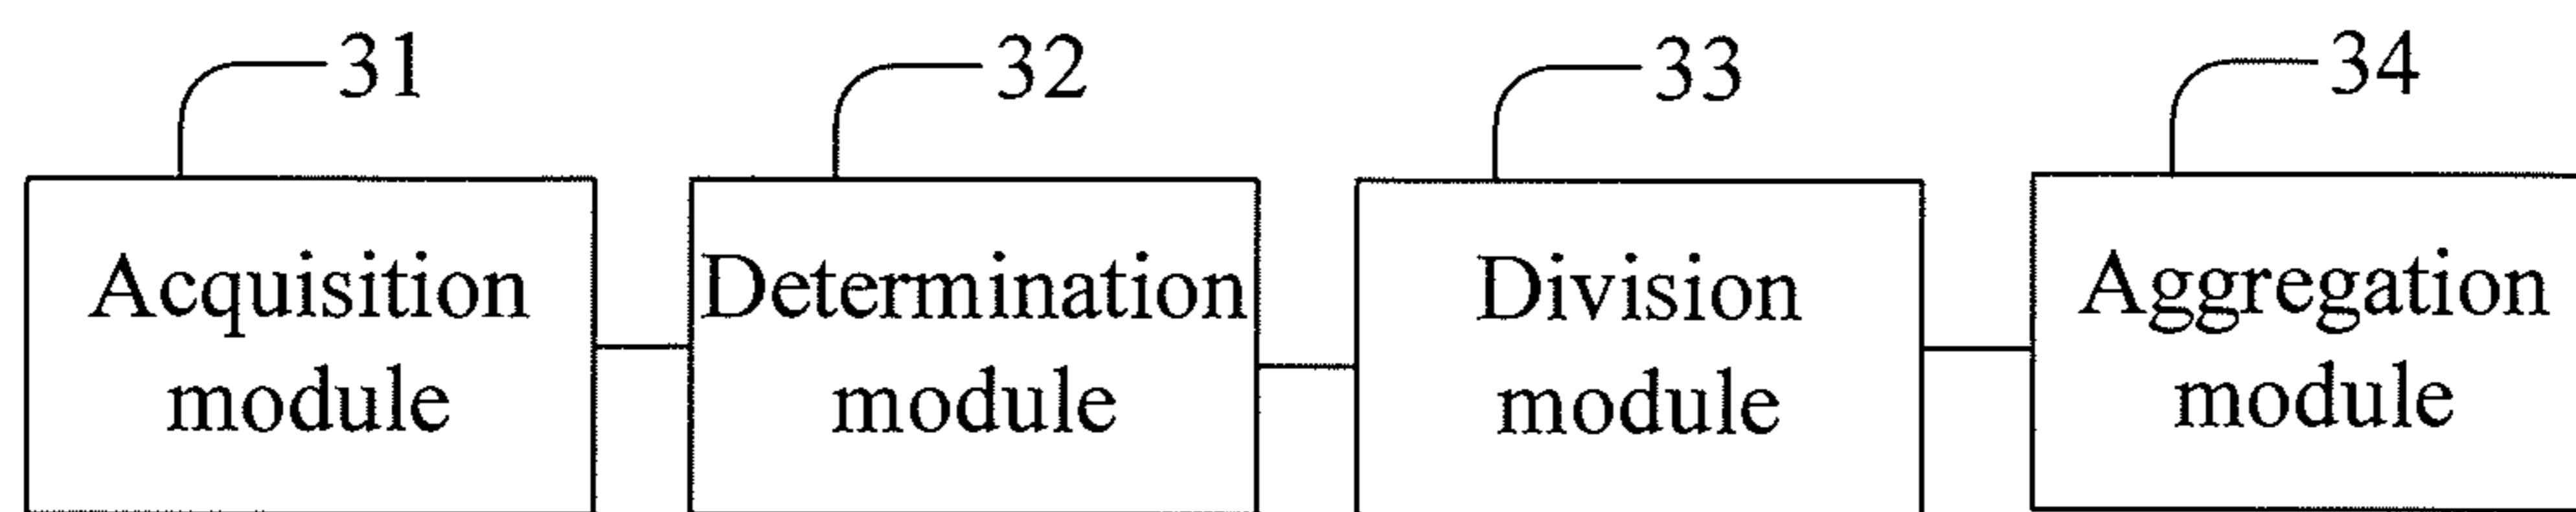 31
32
33
34
Acquisition
module
Determination
module
Division
module
Aggregation
module